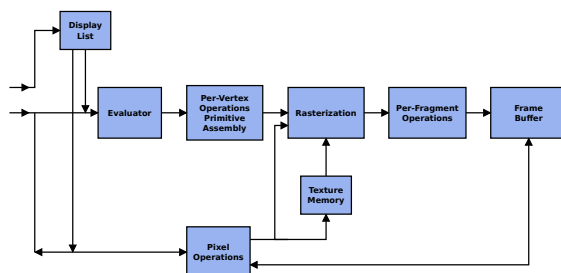 Display
List
Evaluator
Per-Vertex
Operations
Primitive
Assembly
Rasterization
Per-Fragment
Operations
Frame
Buffer
Texture
Memory
Pixel
Operations